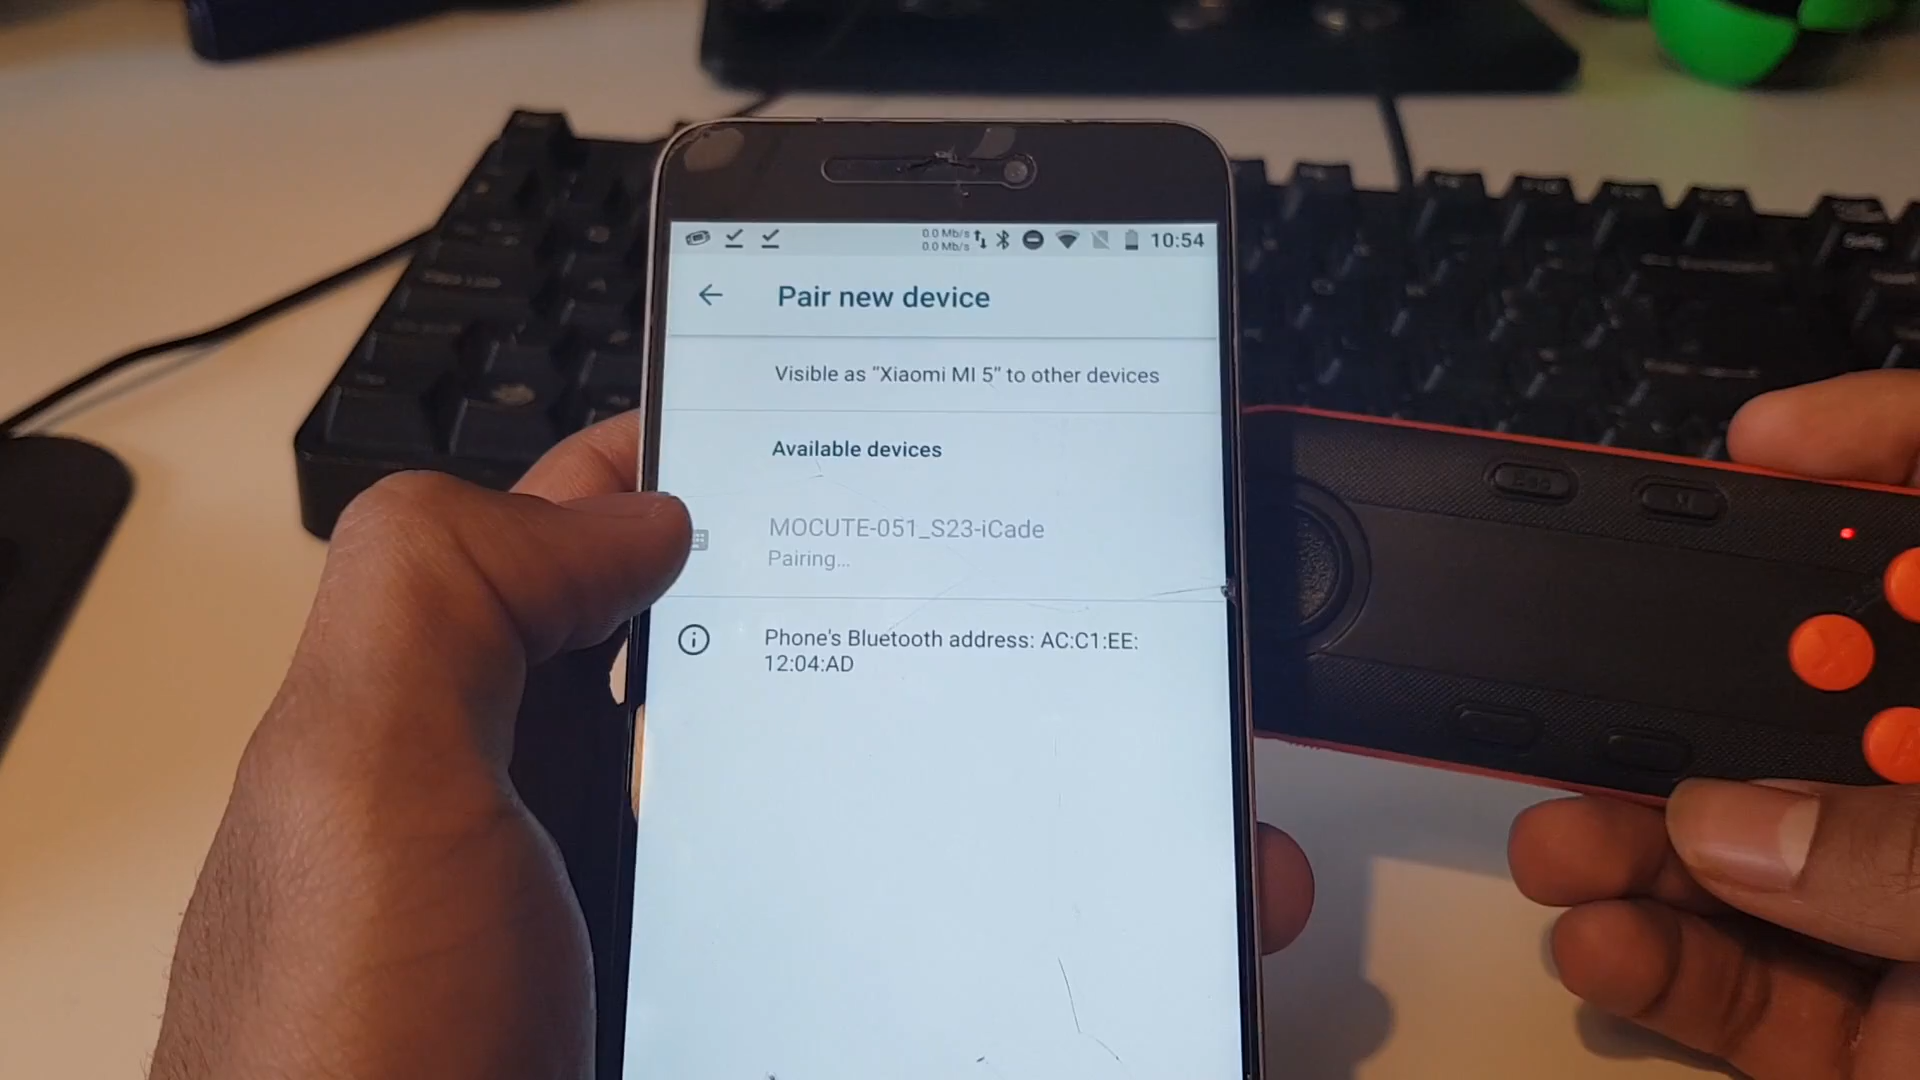 0.0 Mb/s
0.0 Mb/s
10:54
Pair new device
Visible as “Xiaomi MI 5” to other devices
Available devices
MOCUTE-051_S23-iCade
Pairing...
Phone's Bluetooth address: AC:C1:EE:
12:04:AD